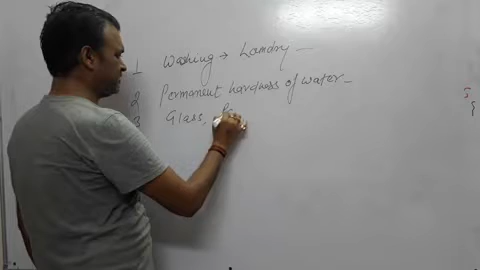 1 Washing → Laundry -
2 Permanent hardness of water -
3 Glass,